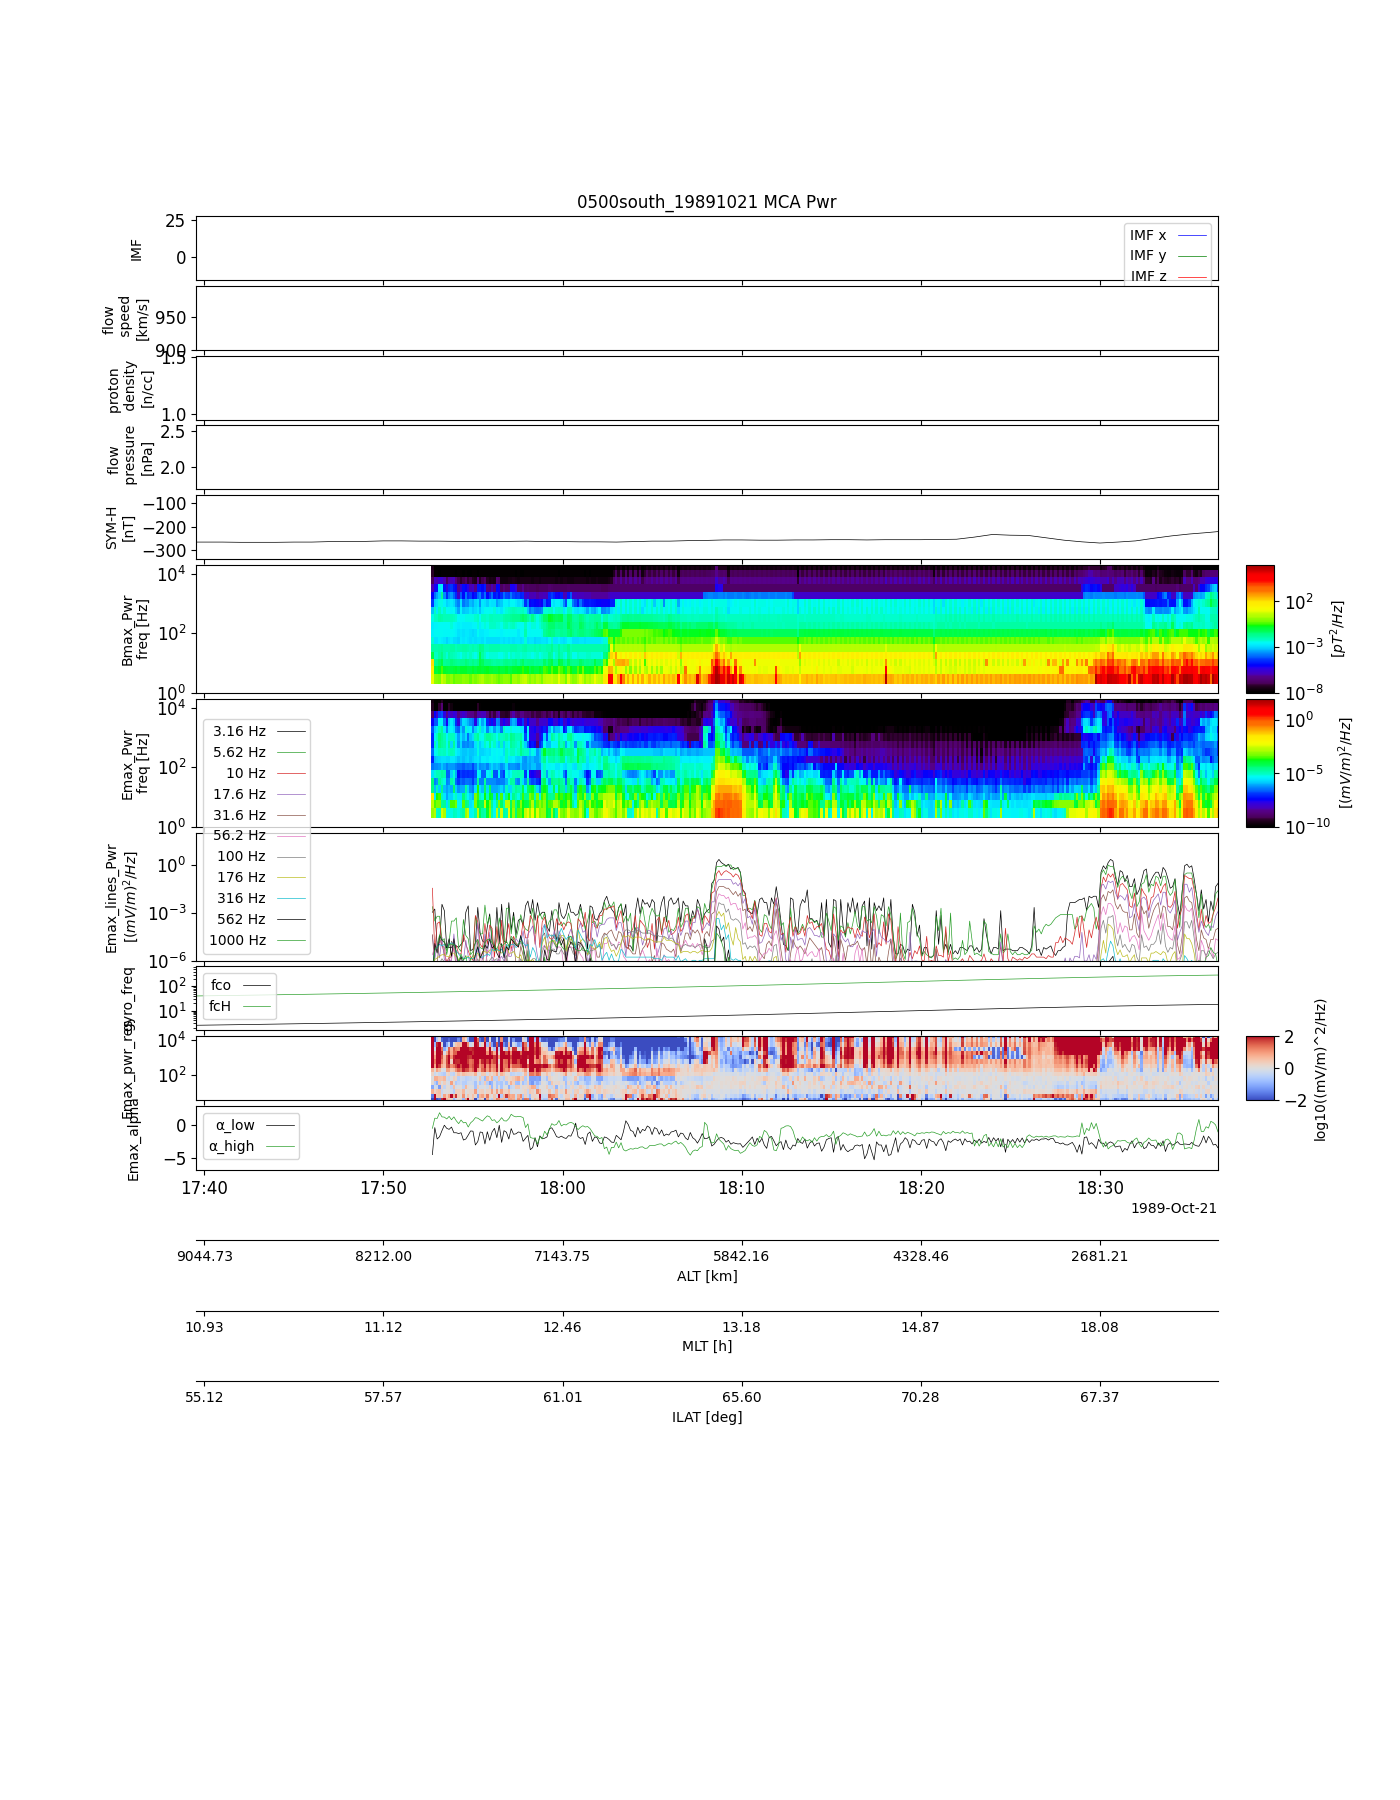 0500south_19891021 MCA Pwr
25
0
IMF
IMF x
IMF y
IMF z
flow
speed
[km/s]
950
900
proton
density
[n/cc]
1.5
1.0
flow
pressure
[nPa]
2.5
2.0
SYM-H
[nT]
−100
−200
−300
Bmax_Pwr
freq [Hz]
10^4
10^2
10^0
10^2
10^−3
10^−8
[pT^2/Hz]
Emax_Pwr
freq [Hz]
10^4
10^2
10^0
10^0
10^−5
10^−10
[(mV/m)^2/Hz]
3.16 Hz
5.62 Hz
10 Hz
17.6 Hz
31.6 Hz
56.2 Hz
100 Hz
176 Hz
316 Hz
562 Hz
1000 Hz
Emax_lines_Pwr
[(mV/m)^2/Hz]
10^0
10^−3
10^−6
gyro_freq
10^2
10^1
fco
fcH
Emax_pwr_res
10^4
10^2
2
0
−2
log10((mV/m)^2/Hz)
Emax_alpha
0
−5
α_low
α_high
17:40 17:50 18:00 18:10 18:20 18:30
1989-Oct-21
9044.73 8212.00 7143.75 5842.16 4328.46 2681.21
ALT [km]
10.93 11.12 12.46 13.18 14.87 18.08
MLT [h]
55.12 57.57 61.01 65.60 70.28 67.37
ILAT [deg]